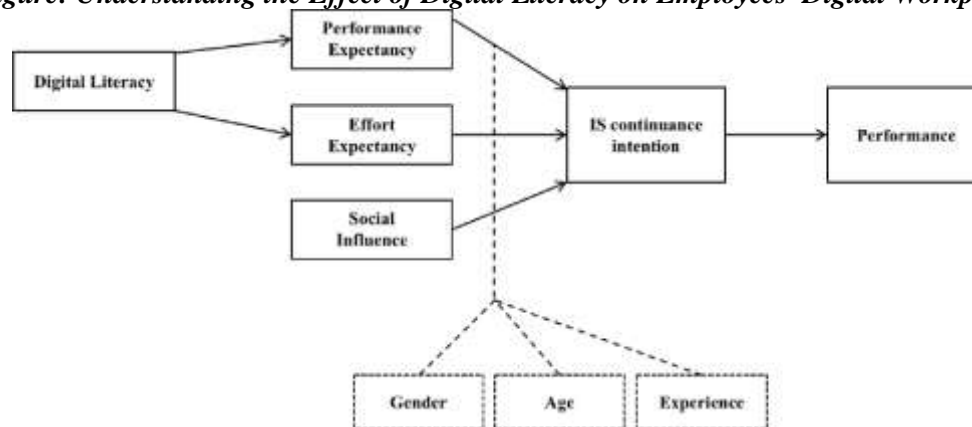 Understanding the Effect of Digital Literacy on Employees' Digital
Performance
Expectancy
Digital Literacy
Effort
Expectancy
IS continuance
intention
Performance
Social
Influence
Gender
Age
Experience